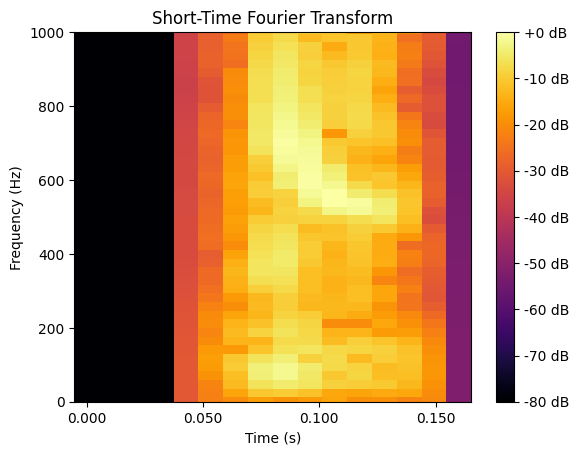 Short-Time Fourier Transform
1000
800
600
400
200
0
Frequency (Hz)
0.000
0.050
0.100
0.150
Time (s)
+0 dB
-10 dB
-20 dB
-30 dB
-40 dB
-50 dB
-60 dB
-70 dB
-80 dB